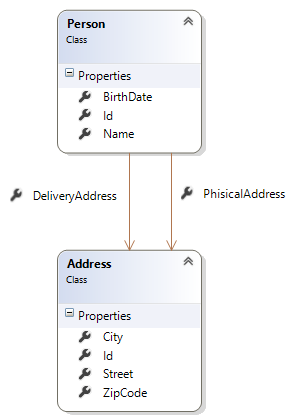 Person
Class
Properties
BirthDate
Id
Name
DeliveryAddress
PhisicalAddress
Address
Class
Properties
City
Id
Street
ZipCode